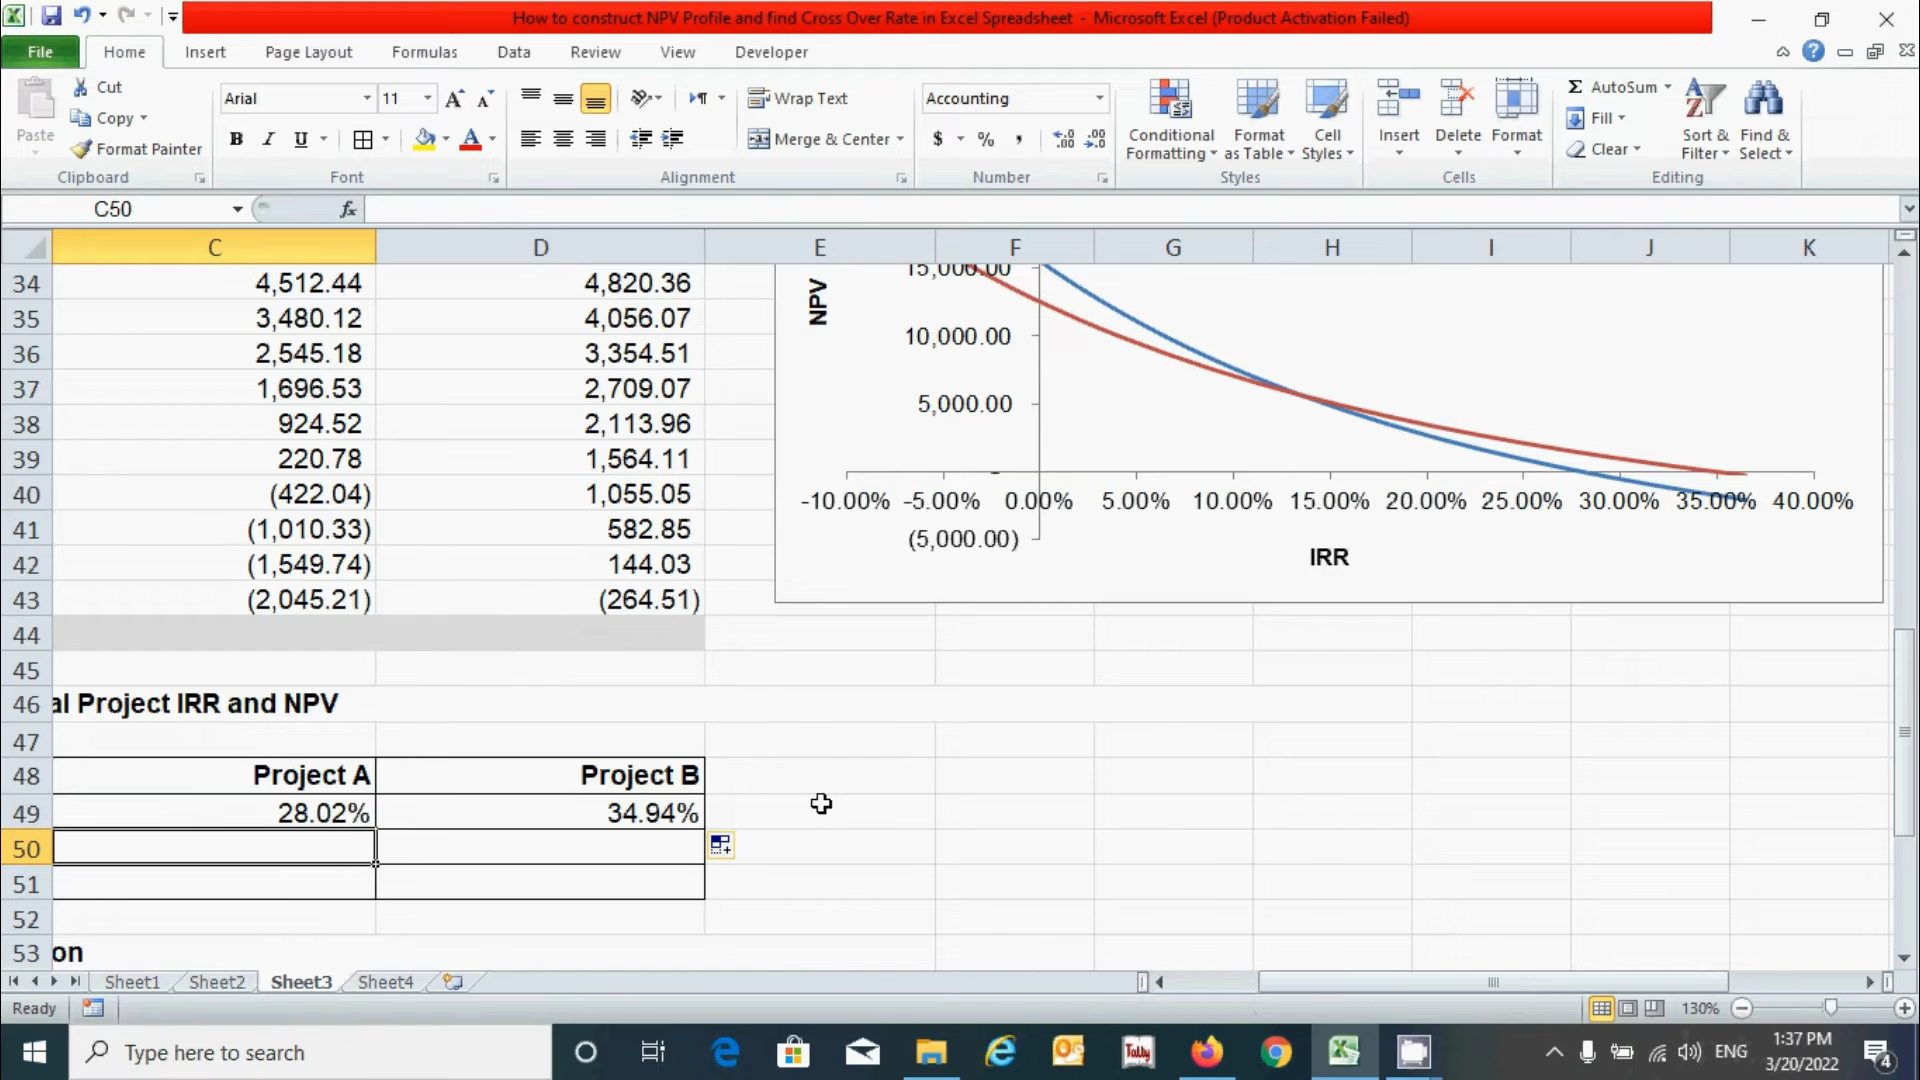 How to construct NPV Profile and find Cross Over Rate in Excel Spreadsheet - Microsoft Excel (Product Activation Failed)
File Home Insert Page Layout Formulas Data Review View Developer
Paste Cut Copy Format Painter Clipboard
Arial 11 B I U A Font
Wrap Text Merge & Center Alignment
Accounting $ % , Number
Conditional Formatting Format as Table Cell Styles Styles
Insert Delete Format Cells
Σ AutoSum Fill Clear Sort & Filter Find & Select Editing
C50 fx
C D E F G H I J K
34 4,512.44 4,820.36
35 3,480.12 4,056.07
36 2,545.18 3,354.51
37 1,696.53 2,709.07
38 924.52 2,113.96
39 220.78 1,564.11
40 (422.04) 1,055.05
41 (1,010.33) 582.85
42 (1,549.74) 144.03
43 (2,045.21) (264.51)
44
45
46 al Project IRR and NPV
47
48 Project A Project B
49 28.02% 34.94%
50
51
52
53 on
NPV
15,000.00
10,000.00
5,000.00
-
(5,000.00)
-10.00% -5.00% 0.00% 5.00% 10.00% 15.00% 20.00% 25.00% 30.00% 35.00% 40.00%
IRR
Sheet1 Sheet2 Sheet3 Sheet4
Ready 130%
Type here to search
Tally
ENG
1:37 PM
3/20/2022
4